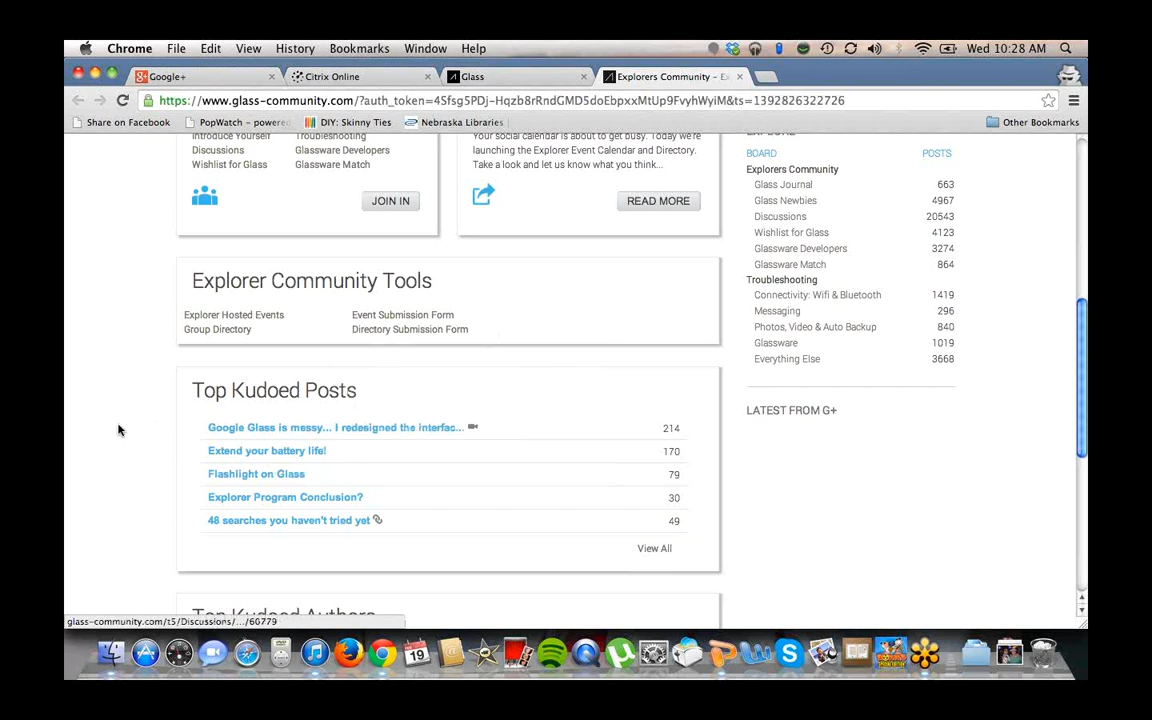 Chrome File Edit View History Bookmarks Window Help Wed 10:28 AM
Google+ Citrix Online Glass Explorers Community - E
https://www.glass-community.com/?auth_token=4Sfsg5PDj-Hqzb8rRndGMD5doEbpxxMtUp9FvyhWyiM&ts=1392826322726
Share on Facebook PopWatch – powere DIY: Skinny Ties Nebraska Libraries Other Bookmarks
Introduce Yourself Troubleshooting
Discussions Glassware Developers
Wishlist for Glass Glassware Match
JOIN IN
Your social calendar is about to get busy. Today we're
launching the Explorer Event Calendar and Directory.
Take a look and let us know what you think...
READ MORE
Explorer Community Tools
Explorer Hosted Events Event Submission Form
Group Directory Directory Submission Form
Top Kudoed Posts
Google Glass is messy... I redesigned the interfac... 214
Extend your battery life! 170
Flashlight on Glass 79
Explorer Program Conclusion? 30
48 searches you haven't tried yet 49
View All
Top Kudoed Authors
EXPLORE
BOARD POSTS
Explorers Community
Glass Journal 663
Glass Newbies 4967
Discussions 20543
Wishlist for Glass 4123
Glassware Developers 3274
Glassware Match 864
Troubleshooting
Connectivity: Wifi & Bluetooth 1419
Messaging 296
Photos, Video & Auto Backup 840
Glassware 1019
Everything Else 3668
LATEST FROM G+
glass-community.com/t5/Discussions/.../60779
19